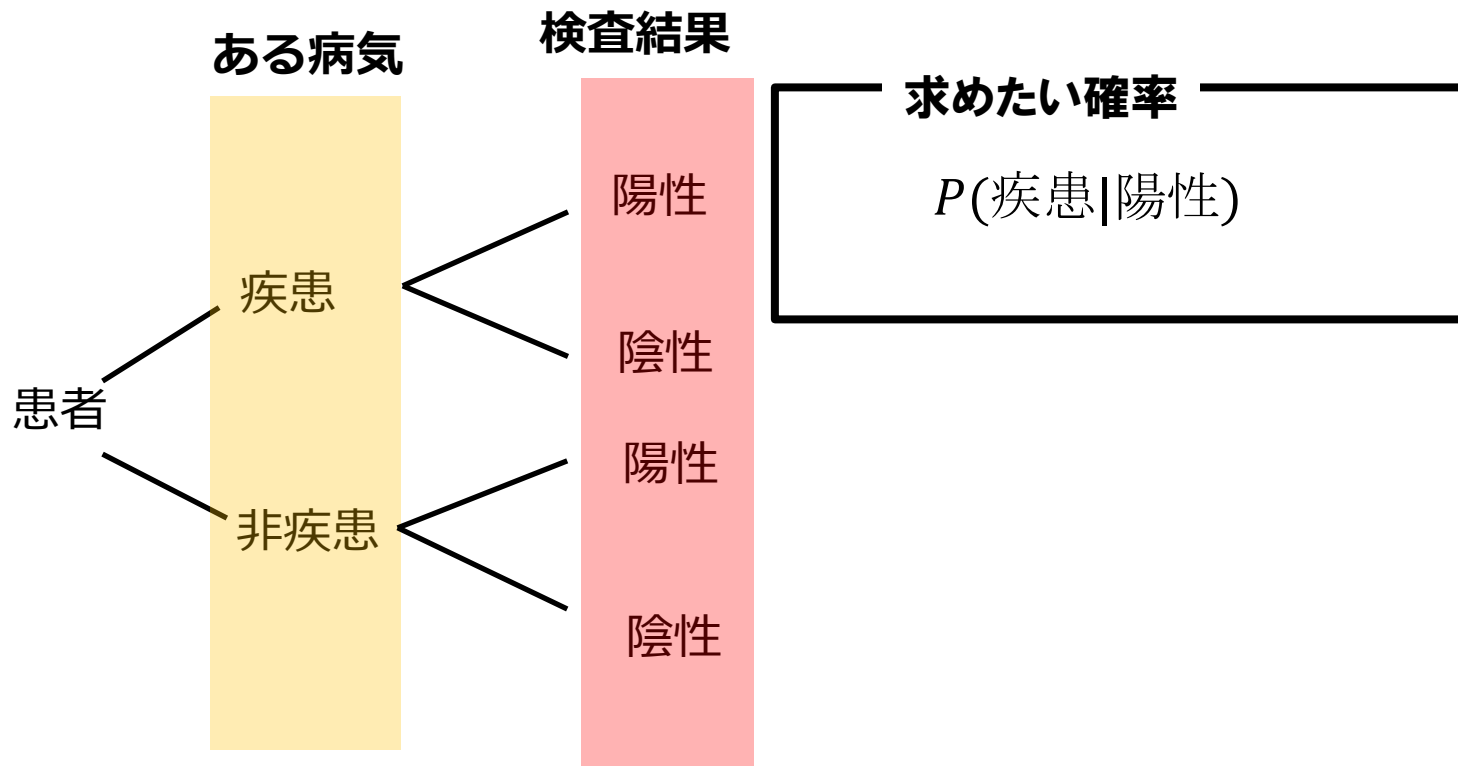 ある病気
検査結果
求めたい確率
P(疾患|陽性)
患者
疾患
非疾患
陽性
陰性
陽性
陰性